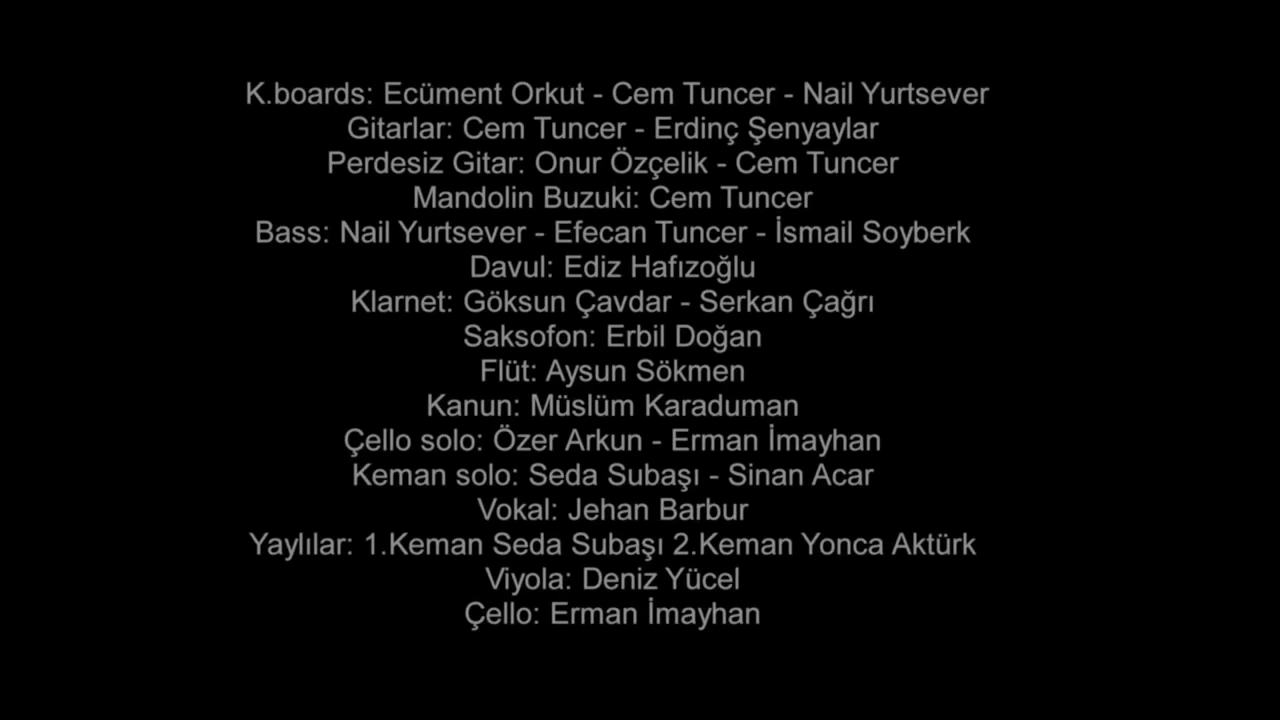 K.boards: Ecüment Orkut - Cem Tuncer - Nail Yurtsever
Gitarlar: Cem Tuncer - Erdinç Şenyaylar
Perdesiz Gitar: Onur Özçelik - Cem Tuncer
Mandolin Buzuki: Cem Tuncer
Bass: Nail Yurtsever - Efecan Tuncer - İsmail Soyberk
Davul: Ediz Hafızoğlu
Klarnet: Göksun Çavdar - Serkan Çağrı
Saksofon: Erbil Doğan
Flüt: Aysun Sökmen
Kanun: Müslüm Karaduman
Çello solo: Özer Arkun - Erman İmayhan
Keman solo: Seda Subaşı - Sinan Acar
Vokal: Jehan Barbur
Yaylılar: 1.Keman Seda Subaşı 2.Keman Yonca Aktürk
Viyola: Deniz Yücel
Çello: Erman İmayhan